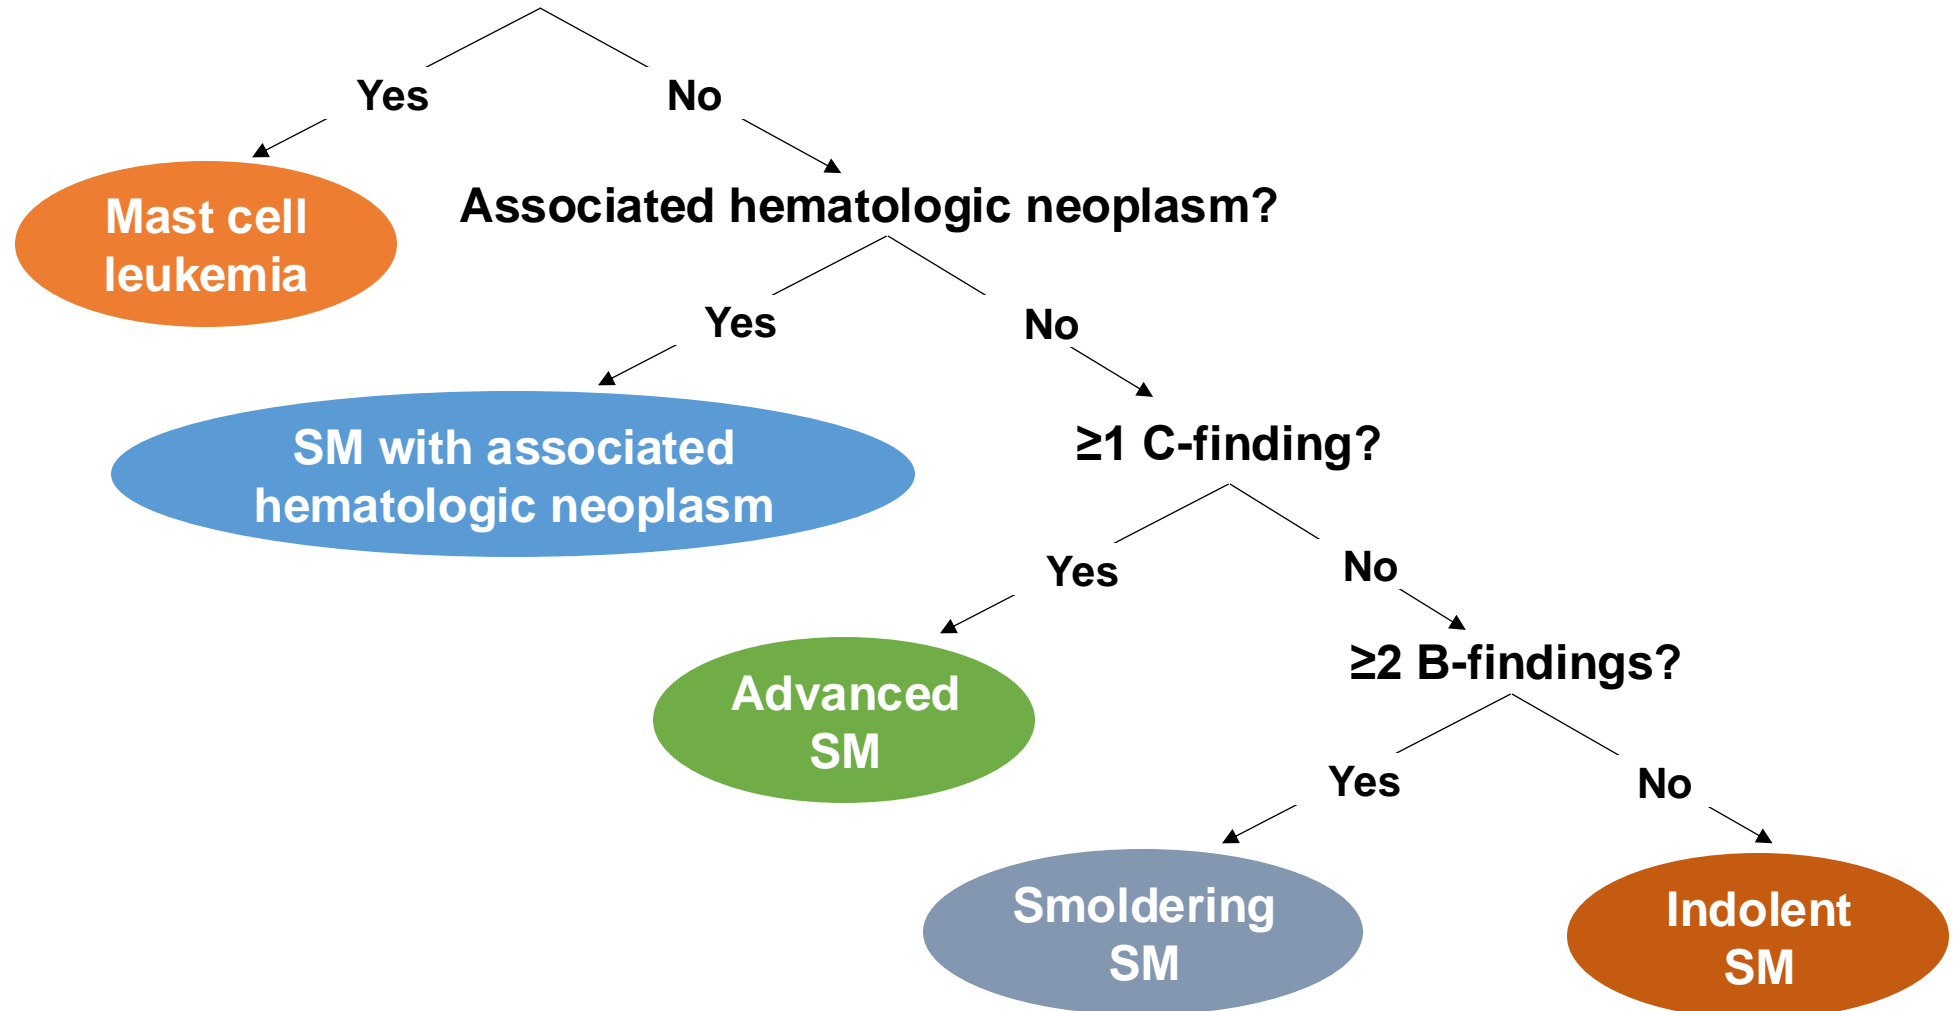 Yes
No
Mast cell
leukemia
Associated hematologic neoplasm?
Yes
No
SM with associated
hematologic neoplasm
≥1 C-finding?
Yes
No
Advanced
SM
≥2 B-findings?
Yes
No
Smoldering
SM
Indolent
SM